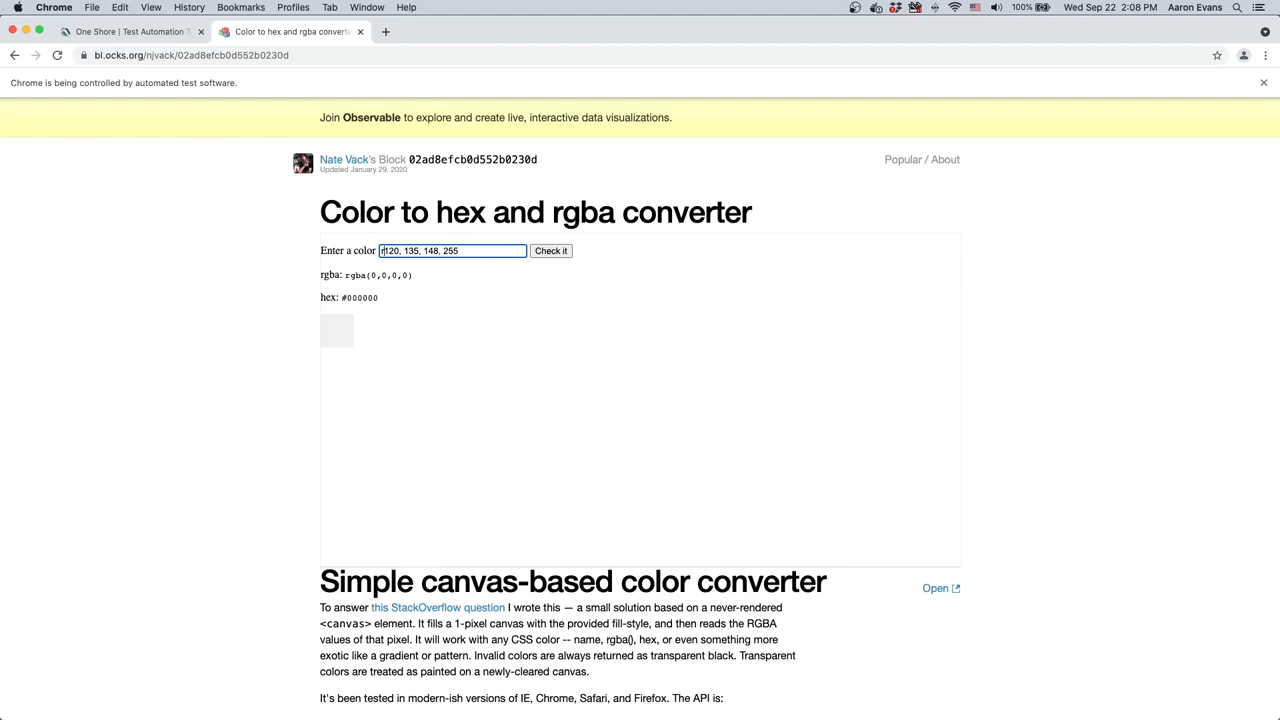 Chrome File Edit View History Bookmarks Profiles Tab Window Help 100% Wed Sep 22 2:08 PM Aaron Evans
One Shore | Test Automation T Color to hex and rgba converte
bl.ocks.org/njvack/02ad8efcb0d552b0230d
Chrome is being controlled by automated test software.
Join Observable to explore and create live, interactive data visualizations.
Nate Vack's Block 02ad8efcb0d552b0230d Popular / About
Updated January 29, 2020
Color to hex and rgba converter
Enter a color r120, 135, 148, 255 Check it
rgba: rgba(0,0,0,0)
hex: #000000
Simple canvas-based color converter
Open
To answer this StackOverflow question I wrote this — a small solution based on a never-rendered
<canvas> element. It fills a 1-pixel canvas with the provided fill-style, and then reads the RGBA
values of that pixel. It will work with any CSS color -- name, rgba(), hex, or even something more
exotic like a gradient or pattern. Invalid colors are always returned as transparent black. Transparent
colors are treated as painted on a newly-cleared canvas.
It's been tested in modern-ish versions of IE, Chrome, Safari, and Firefox. The API is: